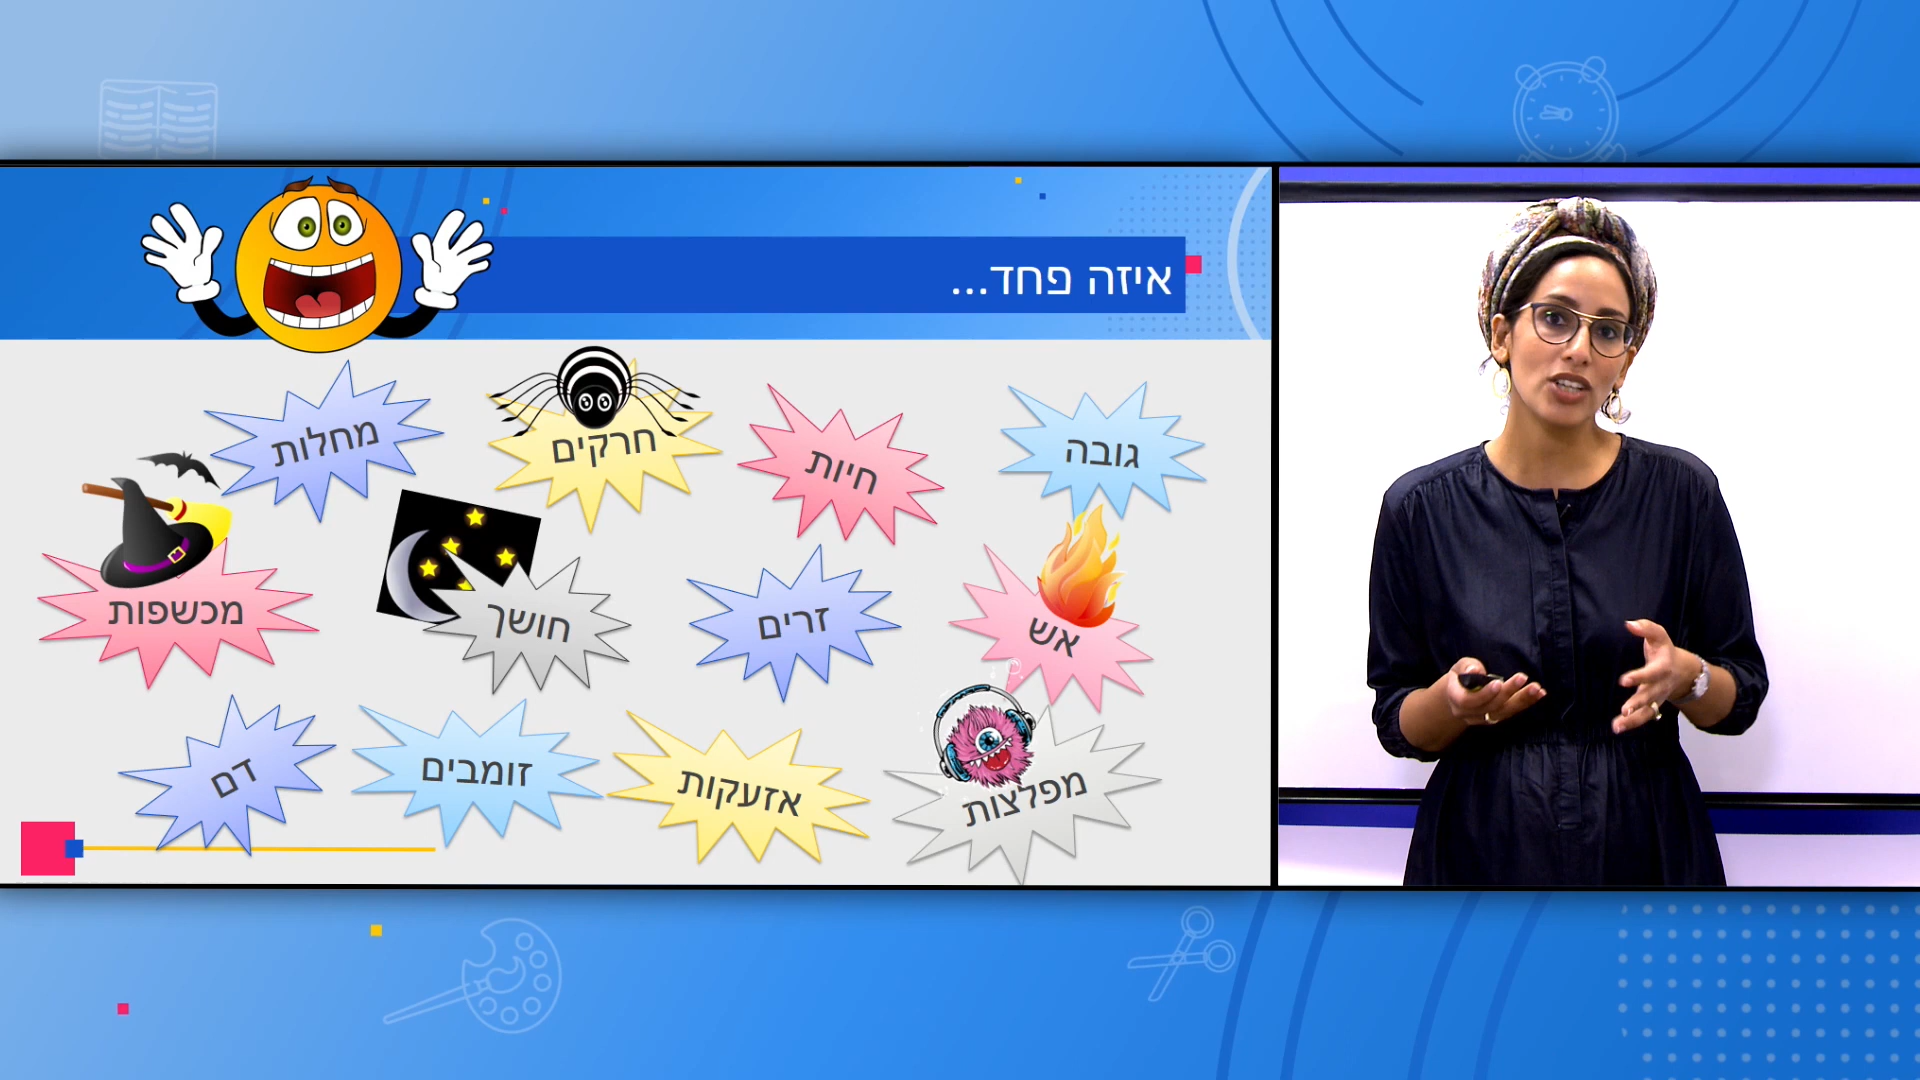 איזה פחד...
גובה
חיות
חרקים
מחלות
אש
זרים
חושך
מכשפות
מפלצות
אזעקות
זומבים
דם